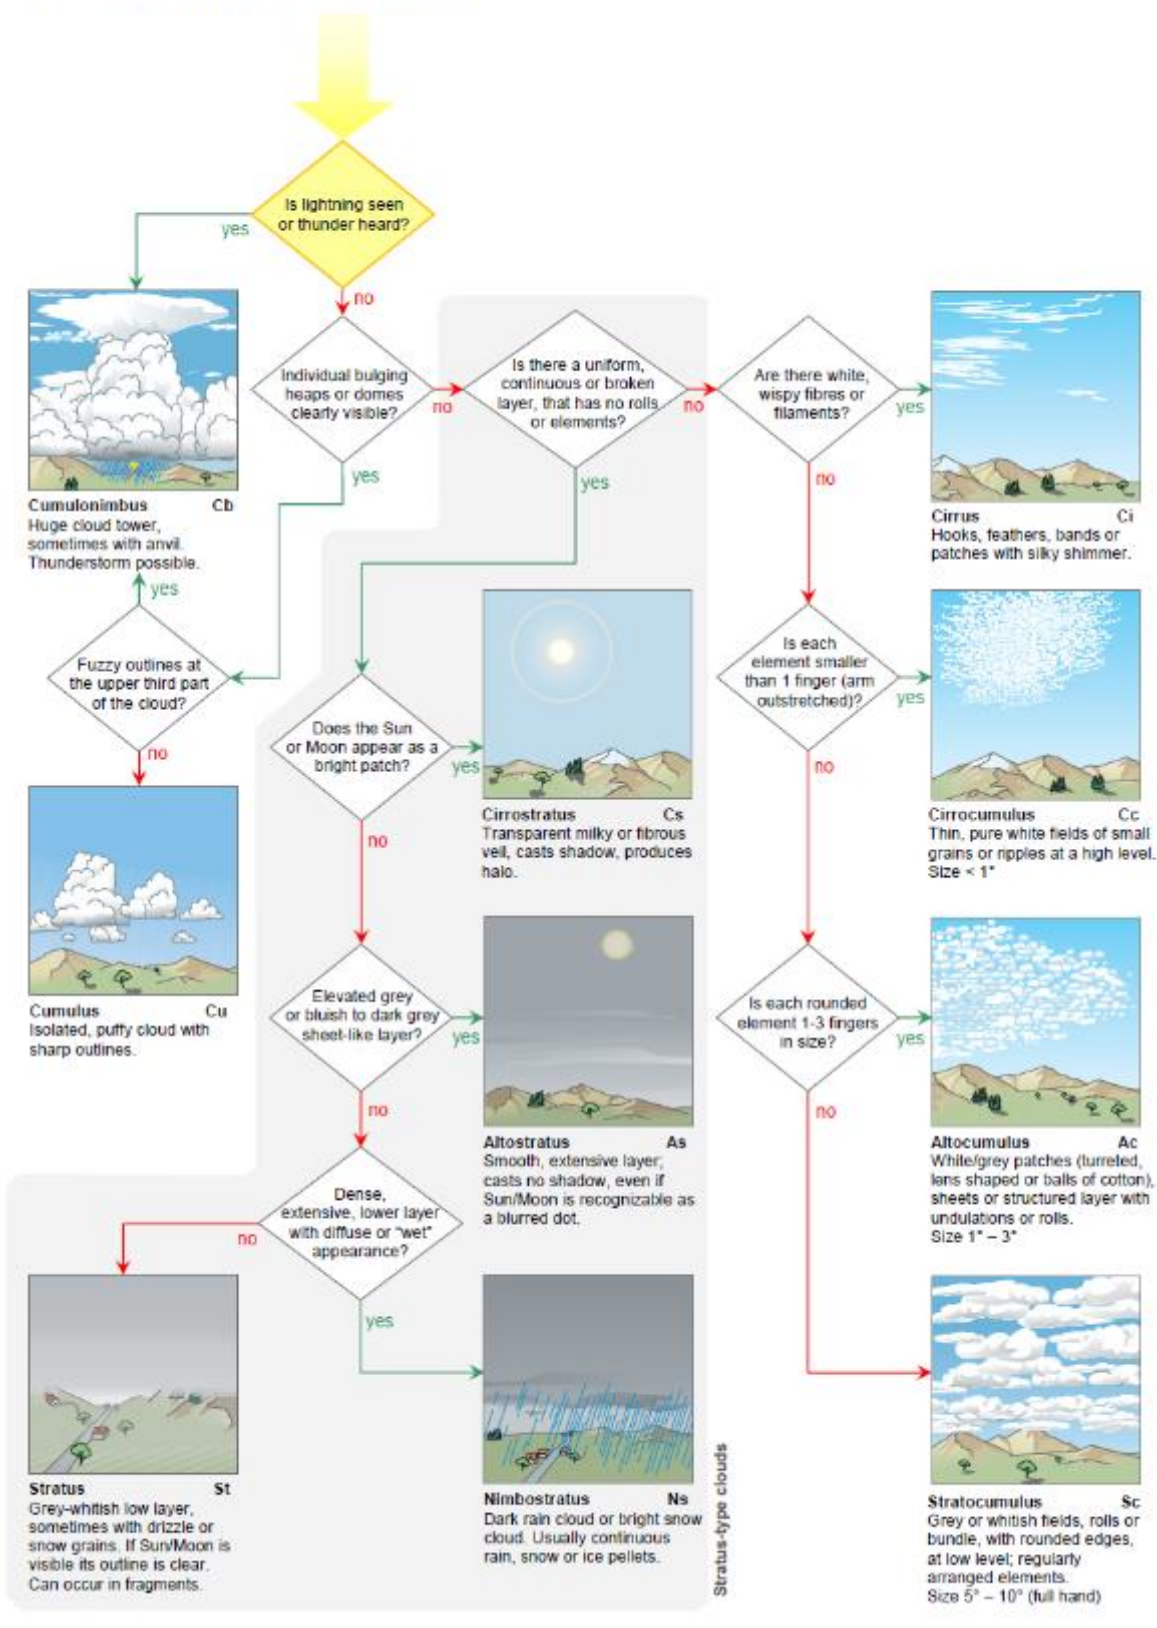 Is lightning seen
or thunder heard?
yes
no
Individual bulging
heaps or domes
clearly visible?
no
yes
Is there a uniform,
continuous or broken
layer, that has no rolls
or elements?
no
yes
Are there white,
wispy fibres or
filaments?
yes
no
Cumulonimbus Cb
Huge cloud tower,
sometimes with anvil.
Thunderstorm possible.
yes
Fuzzy outlines at
the upper third part
of the cloud?
no
Cumulus Cu
Isolated, puffy cloud with
sharp outlines.
Does the Sun
or Moon appear as a
bright patch?
yes
no
Cirrostratus Cs
Transparent milky or fibrous
veil, casts shadow, produces
halo.
Elevated grey
or bluish to dark grey
sheet-like layer?
yes
no
Altostratus As
Smooth, extensive layer;
casts no shadow, even if
Sun/Moon is recognizable as
a blurred dot.
Dense,
extensive, lower layer
with diffuse or "wet"
appearance?
no
yes
Stratus St
Grey-whitish low layer,
sometimes with drizzle or
snow grains. If Sun/Moon is
visible its outline is clear.
Can occur in fragments.
Nimbostratus Ns
Dark rain cloud or bright snow
cloud. Usually continuous
rain, snow or ice pellets.
Stratus-type clouds
Cirrus Ci
Hooks, feathers, bands or
patches with silky shimmer.
Is each
element smaller
than 1 finger (arm
outstretched)?
yes
no
Cirrocumulus Cc
Thin, pure white fields of small
grains or ripples at a high level.
Size < 1°
Is each rounded
element 1-3 fingers
in size?
yes
no
Altocumulus Ac
White/grey patches (turreted,
lens shaped or balls of cotton),
sheets or structured layer with
undulations or rolls.
Size 1° – 3°
Stratocumulus Sc
Grey or whitish fields, rolls or
bundle, with rounded edges,
at low level; regularly
arranged elements.
Size 5° – 10° (full hand)